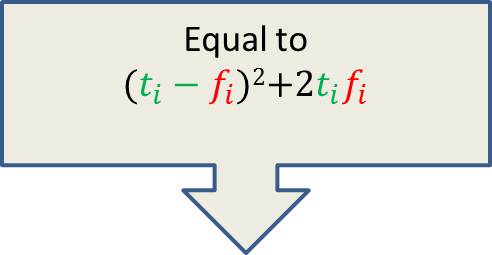 Equal to
(tᵢ − fᵢ)²+2tᵢfᵢ